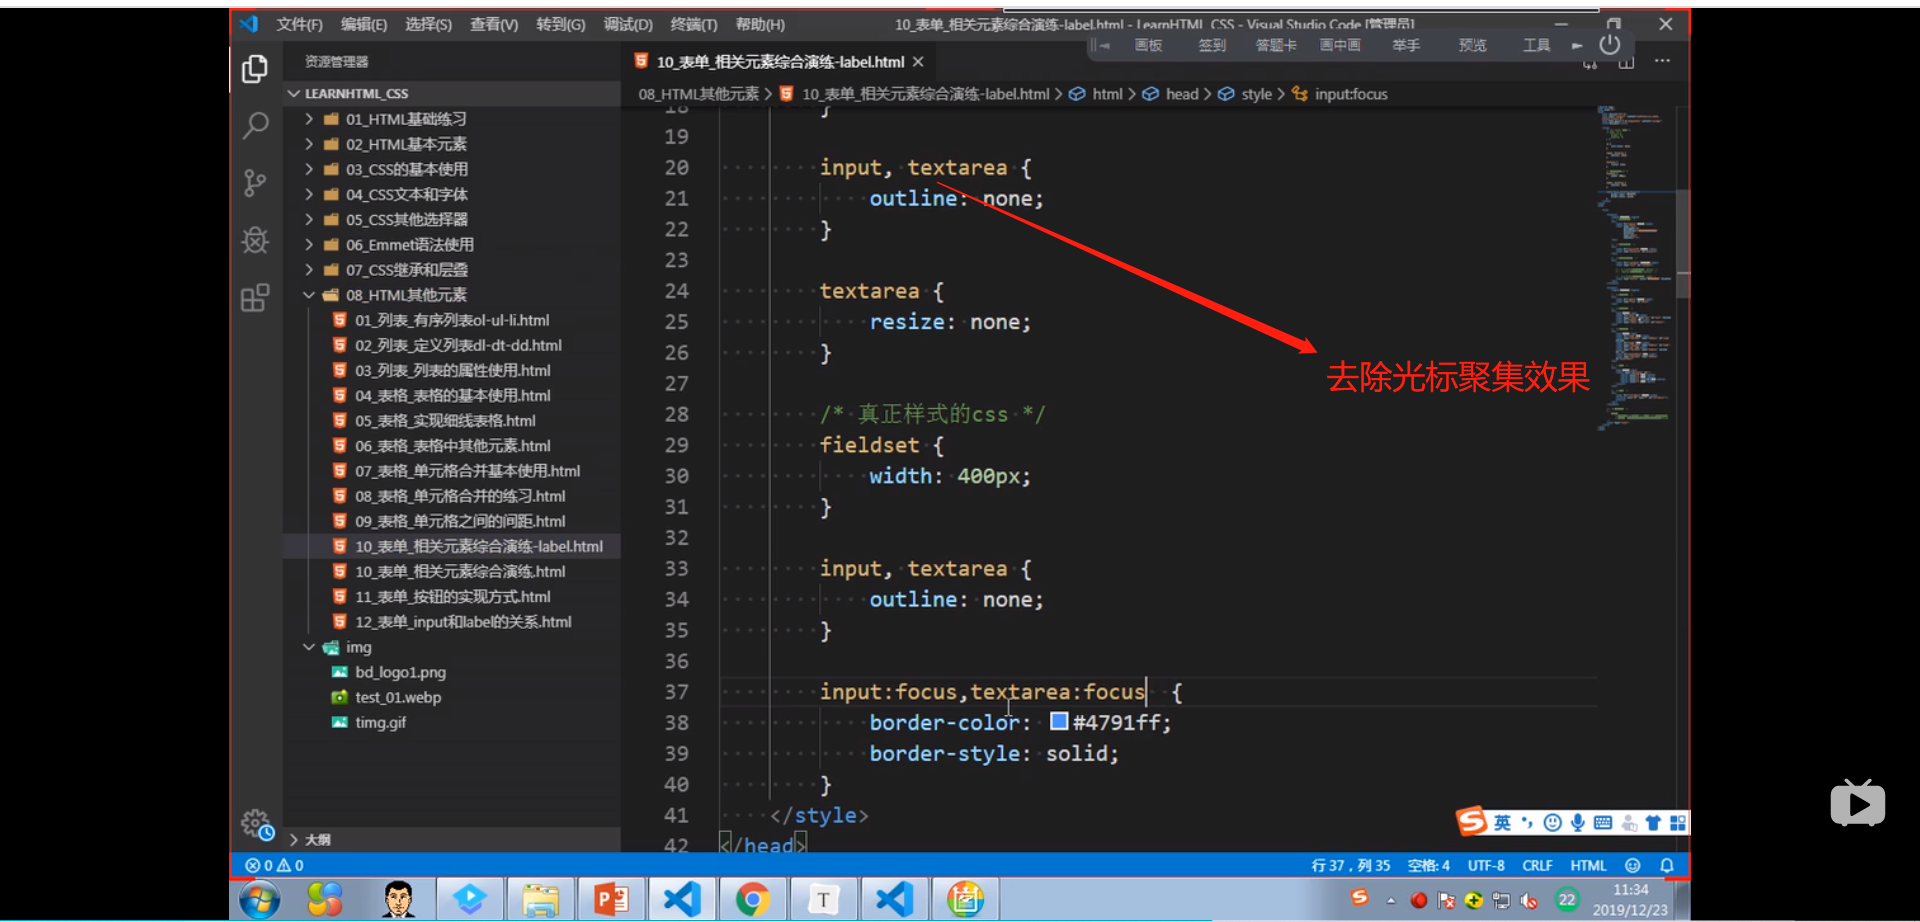 文件(F) 编辑(E) 选择(S) 查看(V) 转到(G) 调试(D) 终端(T) 帮助(H) 10_表单_相关元素综合演练-label.html - LearnHTML_CSS - Visual Studio Code [管理员]
画板 签到 答题卡 画中画 举手 预览 工具
资源管理器
10_表单_相关元素综合演练-label.html
LEARNHTML_CSS
08_HTML其他元素 > 10_表单_相关元素综合演练-label.html > html > head > style > input:focus
01_HTML基础练习
02_HTML基本元素
03_CSS的基本使用
04_CSS文本和字体
05_CSS其他选择器
06_Emmet语法使用
07_CSS继承和层叠
08_HTML其他元素
01_列表_有序列表ol-ul-li.html
02_列表_定义列表dl-dt-dd.html
03_列表_列表的属性使用.html
04_表格_表格的基本使用.html
05_表格_实现细线表格.html
06_表格_表格中其他元素.html
07_表格_单元格合并基本使用.html
08_表格_单元格合并的练习.html
09_表格_单元格之间的间距.html
10_表单_相关元素综合演练-label.html
10_表单_相关元素综合演练.html
11_表单_按钮的实现方式.html
12_表单_input和label的关系.html
img
bd_logo1.png
test_01.webp
timg.gif
大纲
18 }
19
20 input, textarea {
21 outline: none;
22 }
23
24 textarea {
25 resize: none;
26 }
27
28 /* 真正样式的css */
29 fieldset {
30 width: 400px;
31 }
32
33 input, textarea {
34 outline: none;
35 }
36
37 input:focus,textarea:focus {
38 border-color: #4791ff;
39 border-style: solid;
40 }
41 </style>
42 </head>
去除光标聚集效果
英
0 0 行 37，列 35 空格: 4 UTF-8 CRLF HTML
22 11:34
2019/12/23